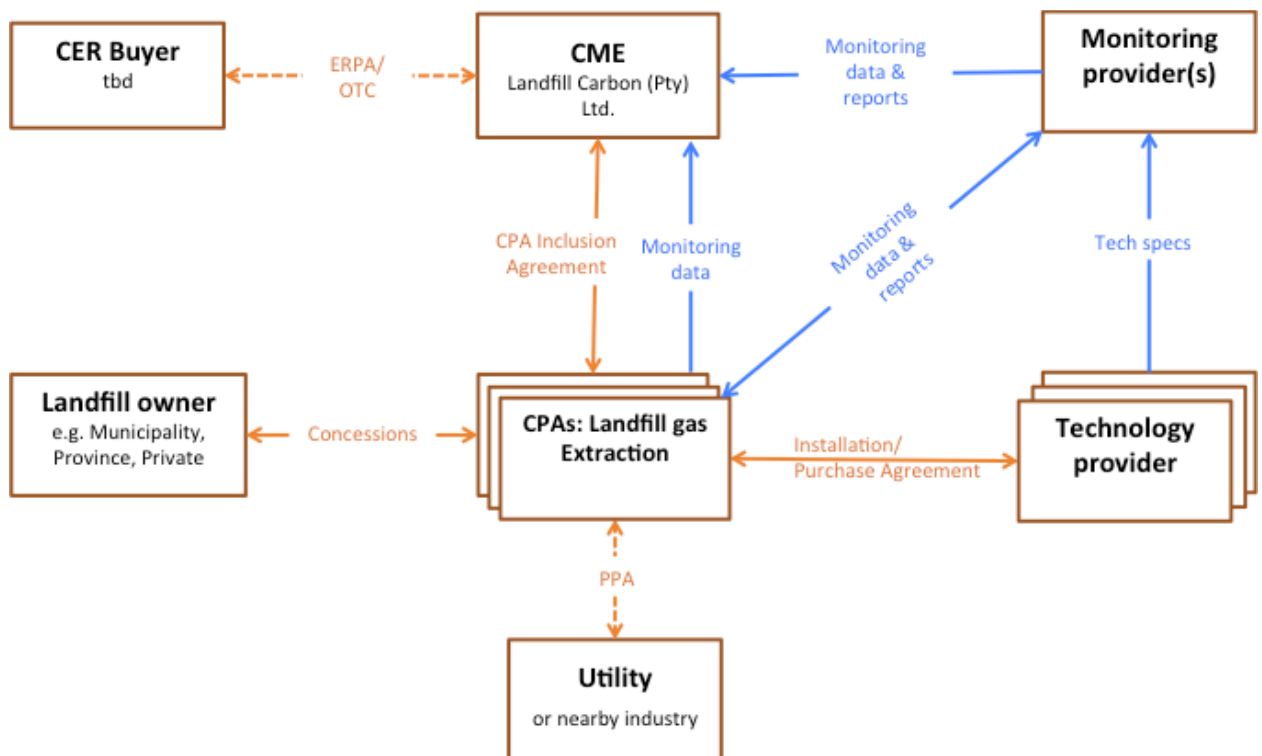 CER Buyer
tbd
ERPA/
OTC
CME
Landfill Carbon (Pty)
Ltd.
Monitoring
data &
reports
Monitoring
provider(s)
CPA Inclusion
Agreement
Monitoring
data
Monitoring
data &
reports
Tech specs
Landfill owner
e.g. Municipality,
Province, Private
Concessions
CPAs: Landfill gas
Extraction
Installation/
Purchase Agreement
Technology
provider
PPA
Utility
or nearby industry